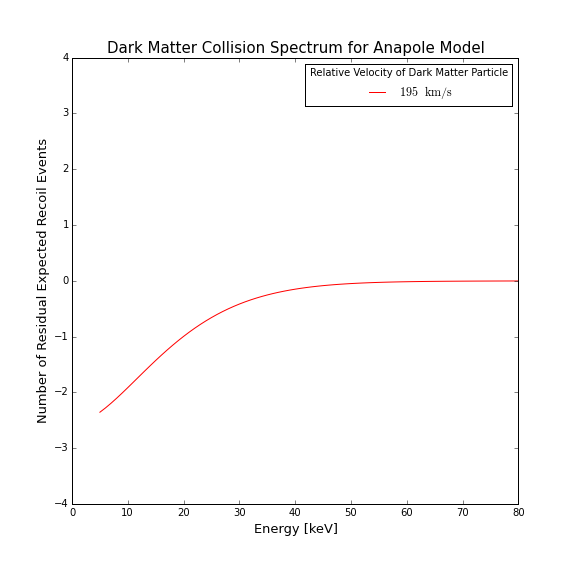 Dark Matter Collision Spectrum for Anapole Model
Relative Velocity of Dark Matter Particle
195 km/s
Number of Residual Expected Recoil Events
4
3
2
1
0
−1
−2
−3
−4
0 10 20 30 40 50 60 70 80
Energy [keV]